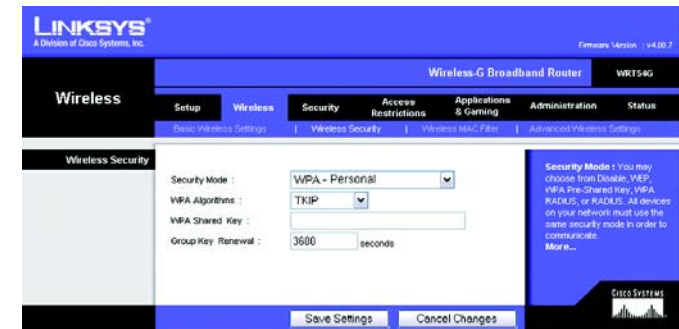 LINKSYS®
A Division of Cisco Systems, Inc.
Firmware Version : v4.00.7
Wireless-G Broadband Router WRT54G
Wireless
Setup Wireless Security Access Restrictions Applications & Gaming Administration Status
Basic Wireless Settings | Wireless Security | Wireless MAC Filter | Advanced Wireless Settings
Wireless Security
Security Mode : WPA - Personal
WPA Algorithms : TKIP
WPA Shared Key :
Group Key Renewal : 3600 seconds
Security Mode : You may
choose from Disable, WEP,
WPA Pre-Shared Key, WPA
RADIUS, or RADIUS. All devices
on your network must use the
same security mode in order to
communicate.
More...
CISCO SYSTEMS
Save Settings Cancel Changes